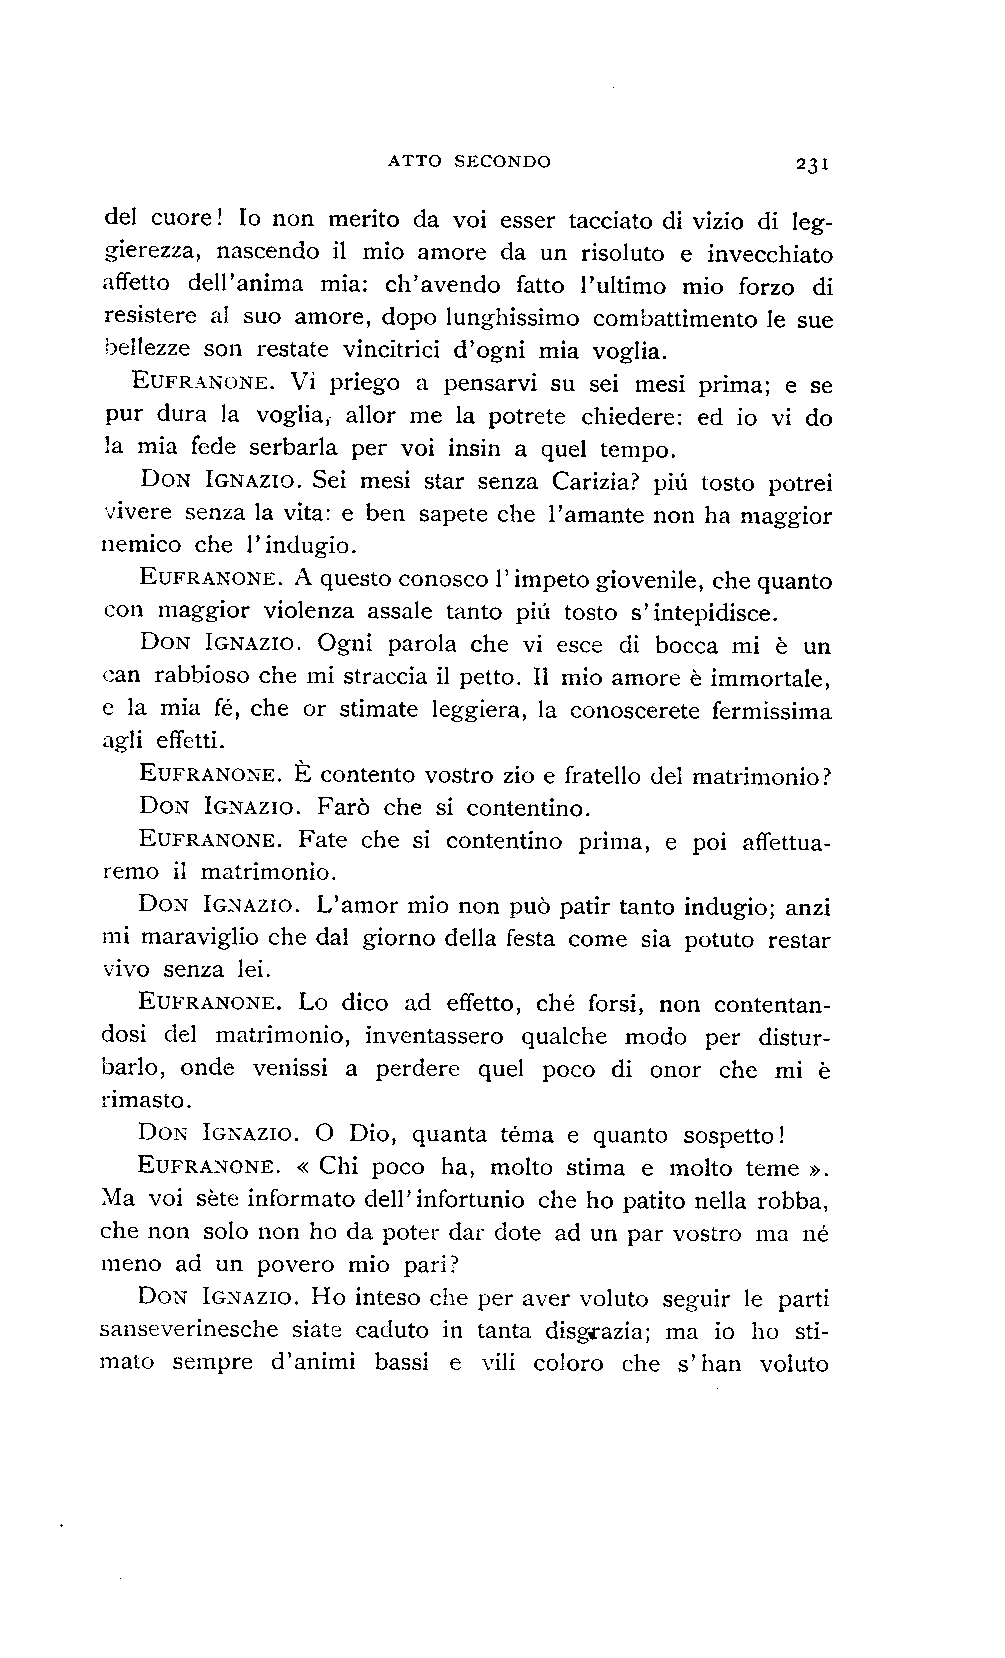 ATTO SECONDO 231
del cuore! Io non merito da voi esser tacciato di vizio di leg-
gierezza, nascendo il mio amore da un risoluto e invecchiato
affetto dell'anima mia: ch'avendo fatto l'ultimo mio forzo di
resistere al suo amore, dopo lunghissimo combattimento le sue
bellezze son restate vincitrici d'ogni mia voglia.
EUFRANONE. Vi priego a pensarvi su sei mesi prima; e se
pur dura la voglia, allor me la potrete chiedere: ed io vi do
la mia fede serbarla per voi insin a quel tempo.
DON IGNAZIO. Sei mesi star senza Carizia? piú tosto potrei
vivere senza la vita: e ben sapete che l'amante non ha maggior
nemico che l'indugio.
EUFRANONE. A questo conosco l'impeto giovenile, che quanto
con maggior violenza assale tanto piú tosto s'intepidisce.
DON IGNAZIO. Ogni parola che vi esce di bocca mi è un
can rabbioso che mi straccia il petto. Il mio amore è immortale,
e la mia fé, che or stimate leggiera, la conoscerete fermissima
agli effetti.
EUFRANONE. È contento vostro zio e fratello del matrimonio?
DON IGNAZIO. Farò che si contentino.
EUFRANONE. Fate che si contentino prima, e poi affettua-
remo il matrimonio.
DON IGNAZIO. L'amor mio non può patir tanto indugio; anzi
mi maraviglio che dal giorno della festa come sia potuto restar
vivo senza lei.
EUFRANONE. Lo dico ad effetto, ché forsi, non contentan-
dosi del matrimonio, inventassero qualche modo per distur-
barlo, onde venissi a perdere quel poco di onor che mi è
rimasto.
DON IGNAZIO. O Dio, quanta téma e quanto sospetto!
EUFRANONE. « Chi poco ha, molto stima e molto teme ».
Ma voi sète informato dell'infortunio che ho patito nella robba,
che non solo non ho da poter dar dote ad un par vostro ma né
meno ad un povero mio pari?
DON IGNAZIO. Ho inteso che per aver voluto seguir le parti
sanseverinesche siate caduto in tanta disgrazia; ma io ho sti-
mato sempre d'animi bassi e vili coloro che s'han voluto